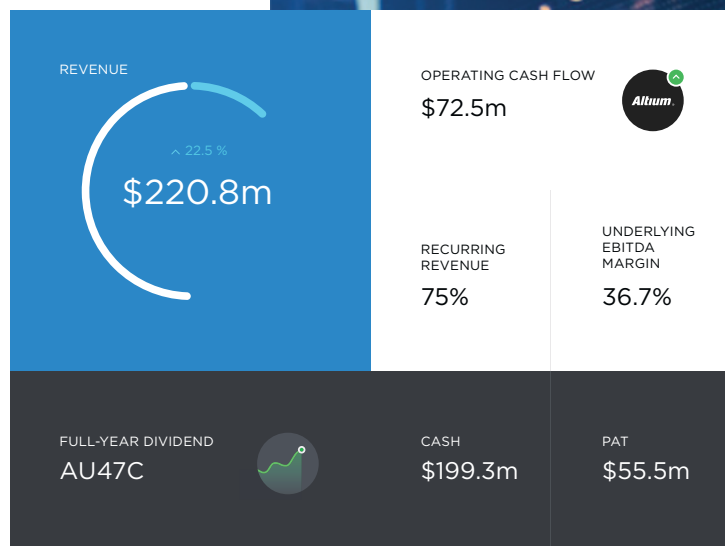 REVENUE
^ 22.5 %
$220.8m
OPERATING CASH FLOW
$72.5m
Altium.
RECURRING
REVENUE
75%
UNDERLYING
EBITDA
MARGIN
36.7%
FULL-YEAR DIVIDEND
AU47C
CASH
$199.3m
PAT
$55.5m